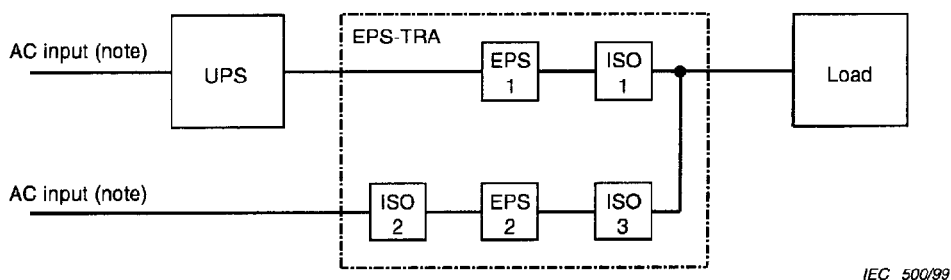 AC input (note)
UPS
EPS-TRA
EPS
1
ISO
1
Load
AC input (note)
ISO
2
EPS
2
ISO
3
IEC 500/99